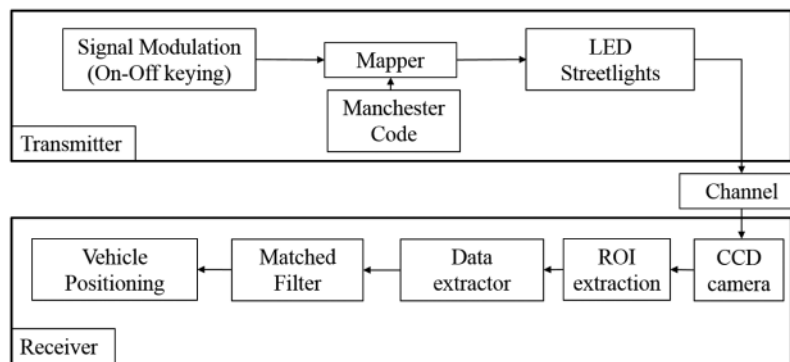 Signal Modulation
(On-Off keying)
Mapper
LED
Streetlights
Manchester
Code
Transmitter
Channel
Vehicle
Positioning
Matched
Filter
Data
extractor
ROI
extraction
CCD
camera
Receiver